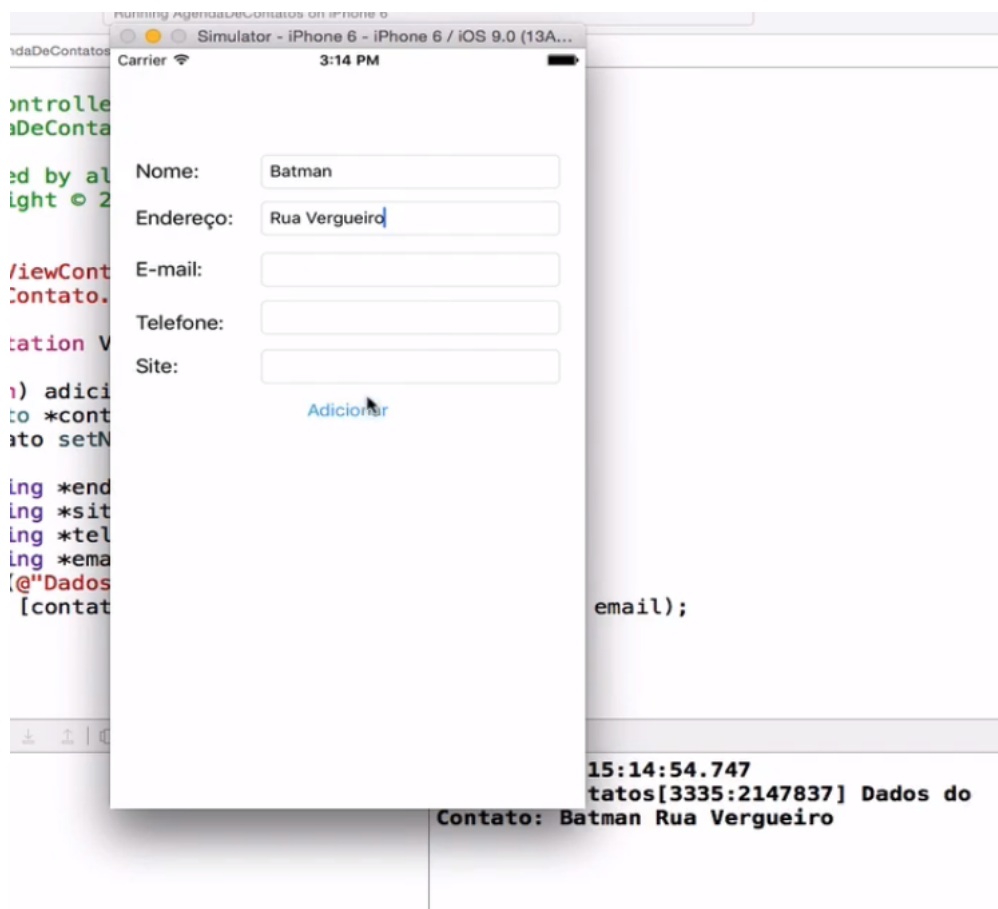 Running AgendaDeContatos on iPhone 6
Simulator - iPhone 6 - iPhone 6 / iOS 9.0 (13A...
ndaDeContatos
Carrier 3:14 PM
ontrolle
aDeConta
ed by al
ight © 2
ViewCont
Contato.
tation V
) adici
to *cont
ato setN
ing *end
ing *sit
ing *tel
ing *ema
(@"Dados
[contat email);
Nome: Batman
Endereço: Rua Vergueiro
E-mail:
Telefone:
Site:
Adicionar
15:14:54.747
tatos[3335:2147837] Dados do
Contato: Batman Rua Vergueiro